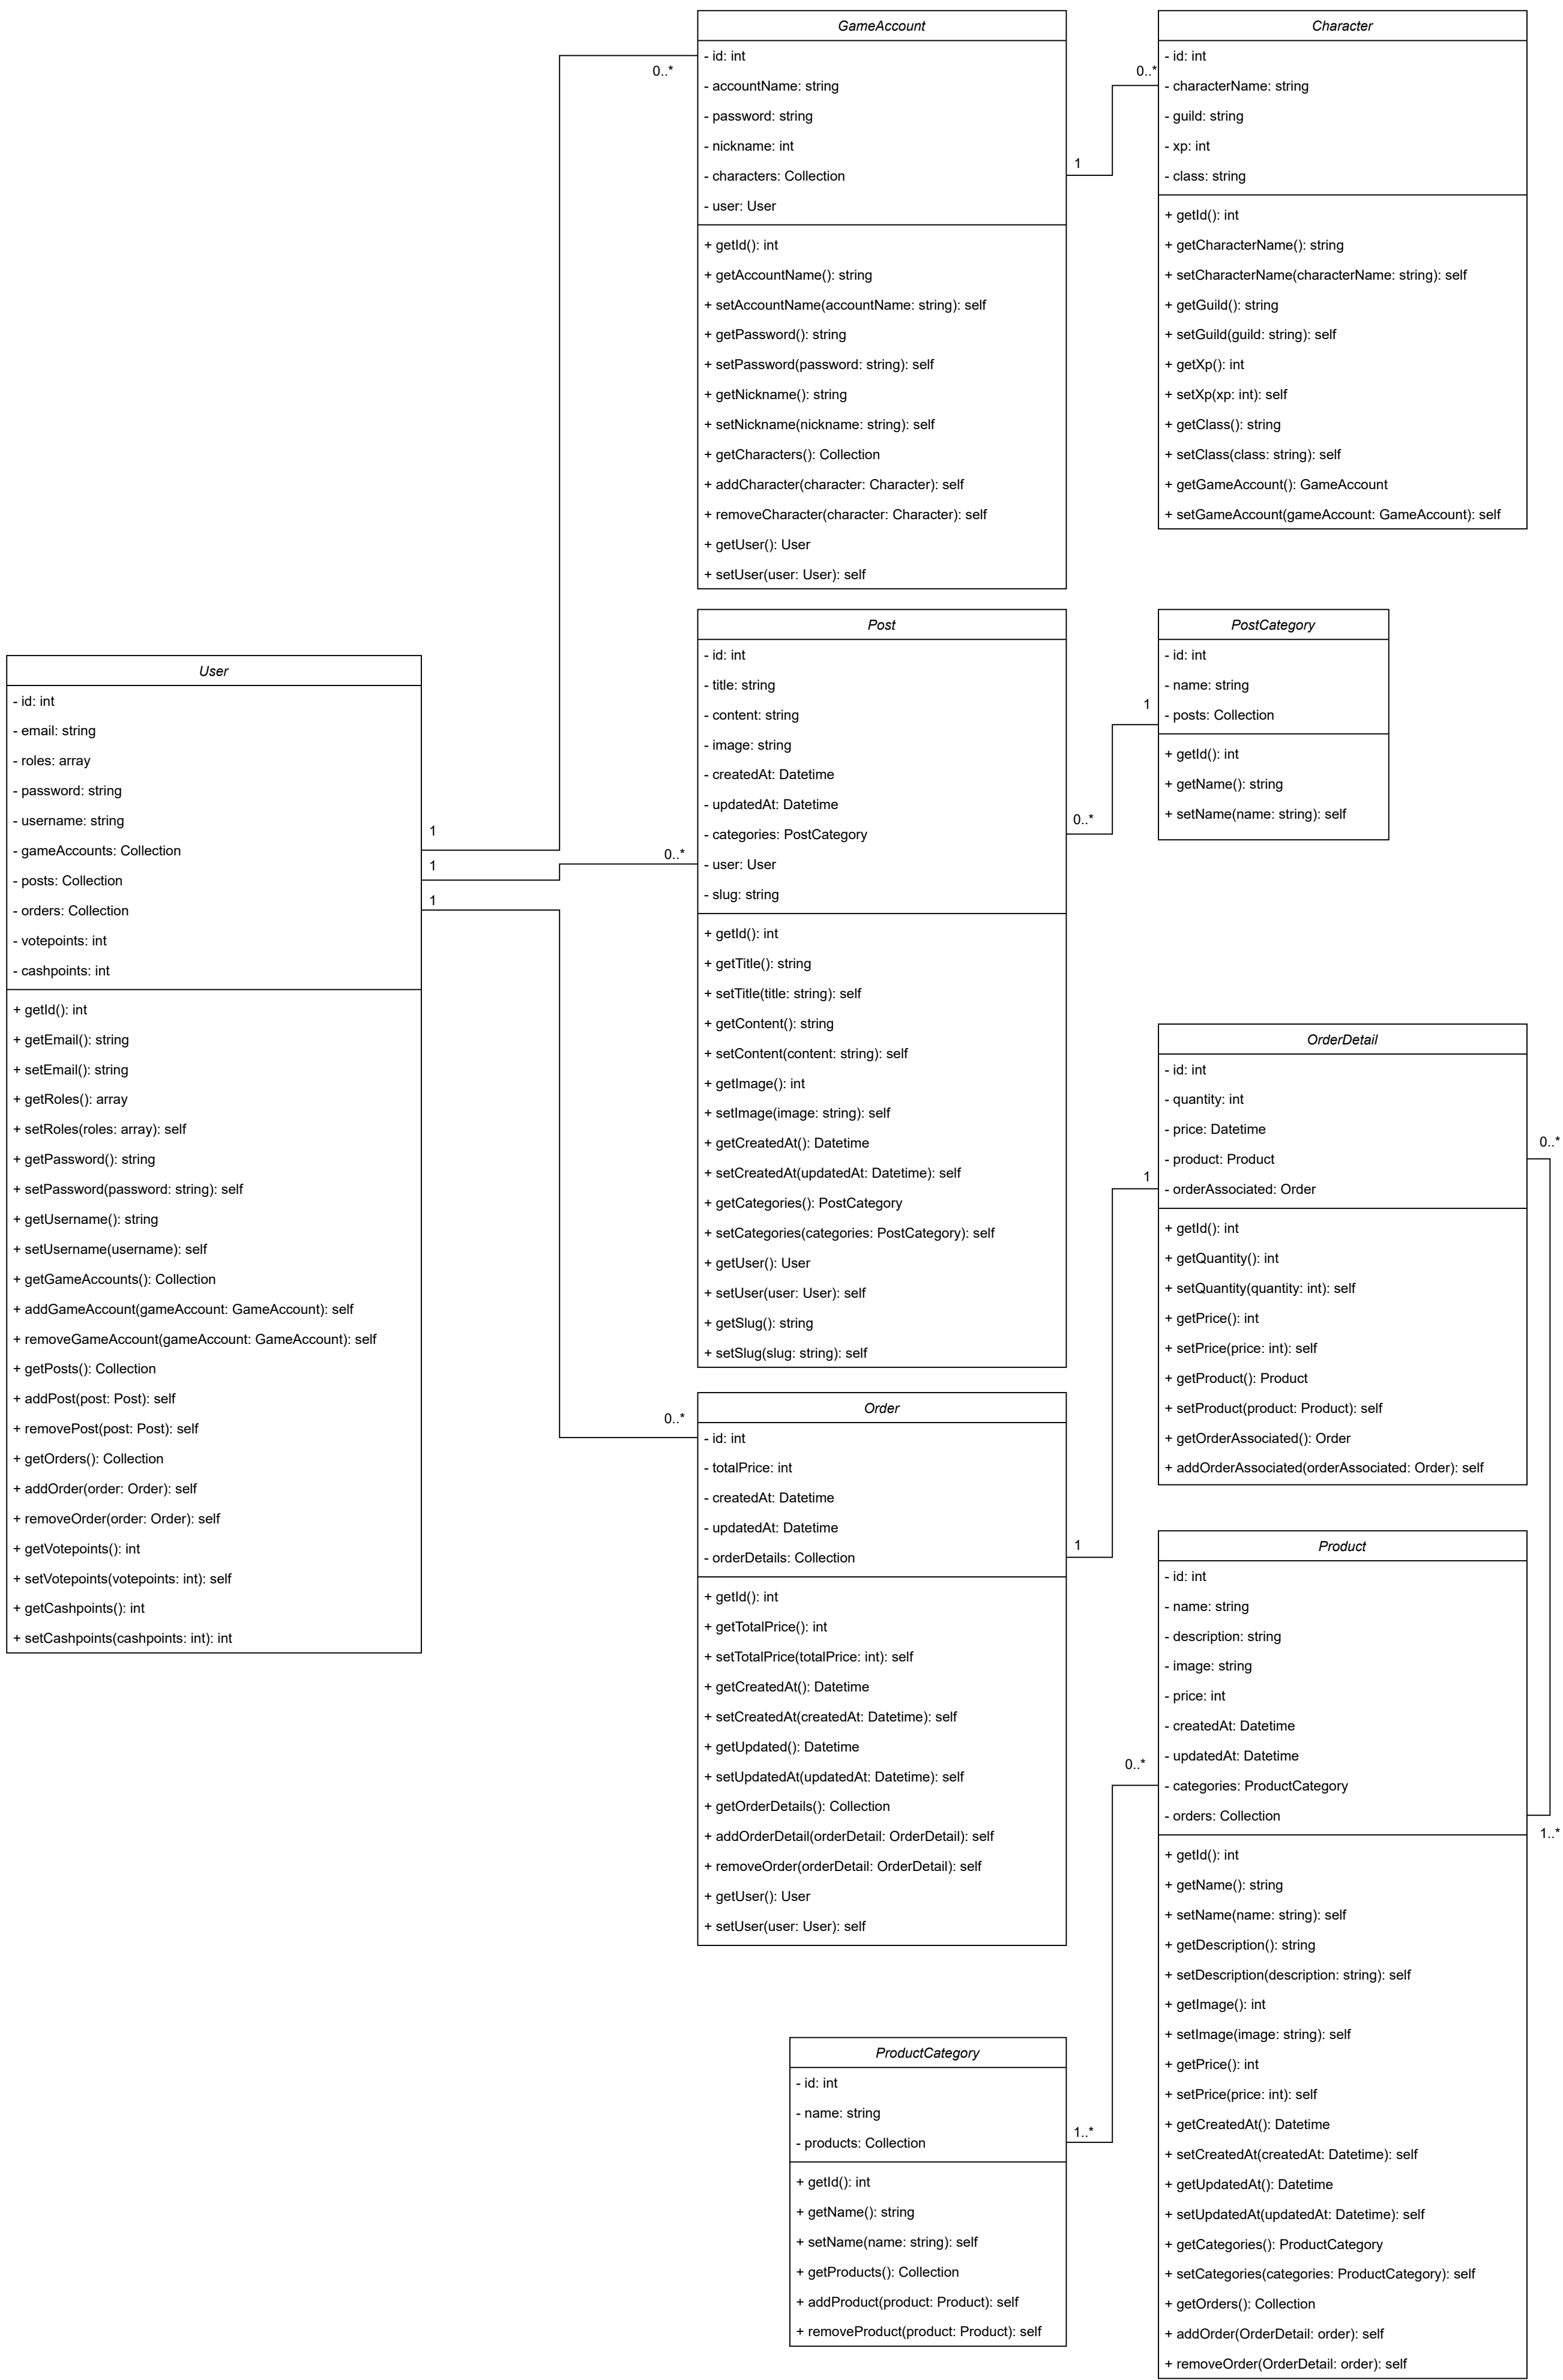 GameAccount
- id: int
- accountName: string
- password: string
- nickname: int
- characters: Collection
- user: User
+ getId(): int
+ getAccountName(): string
+ setAccountName(accountName: string): self
+ getPassword(): string
+ setPassword(password: string): self
+ getNickname(): string
+ setNickname(nickname: string): self
+ getCharacters(): Collection
+ addCharacter(character: Character): self
+ removeCharacter(character: Character): self
+ getUser(): User
+ setUser(user: User): self
0..*
1
0..*
Character
- id: int
- characterName: string
- guild: string
- xp: int
- class: string
+ getId(): int
+ getCharacterName(): string
+ setCharacterName(characterName: string): self
+ getGuild(): string
+ setGuild(guild: string): self
+ getXp(): int
+ setXp(xp: int): self
+ getClass(): string
+ setClass(class: string): self
+ getGameAccount(): GameAccount
+ setGameAccount(gameAccount: GameAccount): self
User
- id: int
- email: string
- roles: array
- password: string
- username: string
- gameAccounts: Collection
- posts: Collection
- orders: Collection
- votepoints: int
- cashpoints: int
+ getId(): int
+ getEmail(): string
+ setEmail(): string
+ getRoles(): array
+ setRoles(roles: array): self
+ getPassword(): string
+ setPassword(password: string): self
+ getUsername(): string
+ setUsername(username): self
+ getGameAccounts(): Collection
+ addGameAccount(gameAccount: GameAccount): self
+ removeGameAccount(gameAccount: GameAccount): self
+ getPosts(): Collection
+ addPost(post: Post): self
+ removePost(post: Post): self
+ getOrders(): Collection
+ addOrder(order: Order): self
+ removeOrder(order: Order): self
+ getVotepoints(): int
+ setVotepoints(votepoints: int): self
+ getCashpoints(): int
+ setCashpoints(cashpoints: int): int
1
1
1
0..*
0..*
Post
- id: int
- title: string
- content: string
- image: string
- createdAt: Datetime
- updatedAt: Datetime
- categories: PostCategory
- user: User
- slug: string
+ getId(): int
+ getTitle(): string
+ setTitle(title: string): self
+ getContent(): string
+ setContent(content: string): self
+ getImage(): int
+ setImage(image: string): self
+ getCreatedAt(): Datetime
+ setCreatedAt(updatedAt: Datetime): self
+ getCategories(): PostCategory
+ setCategories(categories: PostCategory): self
+ getUser(): User
+ setUser(user: User): self
+ getSlug(): string
+ setSlug(slug: string): self
0..*
1
PostCategory
- id: int
- name: string
- posts: Collection
+ getId(): int
+ getName(): string
+ setName(name: string): self
Order
- id: int
- totalPrice: int
- createdAt: Datetime
- updatedAt: Datetime
- orderDetails: Collection
+ getId(): int
+ getTotalPrice(): int
+ setTotalPrice(totalPrice: int): self
+ getCreatedAt(): Datetime
+ setCreatedAt(createdAt: Datetime): self
+ getUpdated(): Datetime
+ setUpdatedAt(updatedAt: Datetime): self
+ getOrderDetails(): Collection
+ addOrderDetail(orderDetail: OrderDetail): self
+ removeOrder(orderDetail: OrderDetail): self
+ getUser(): User
+ setUser(user: User): self
1
1
OrderDetail
- id: int
- quantity: int
- price: Datetime
- product: Product
- orderAssociated: Order
+ getId(): int
+ getQuantity(): int
+ setQuantity(quantity: int): self
+ getPrice(): int
+ setPrice(price: int): self
+ getProduct(): Product
+ setProduct(product: Product): self
+ getOrderAssociated(): Order
+ addOrderAssociated(orderAssociated: Order): self
0..*
1..*
Product
- id: int
- name: string
- description: string
- image: string
- price: int
- createdAt: Datetime
- updatedAt: Datetime
- categories: ProductCategory
- orders: Collection
+ getId(): int
+ getName(): string
+ setName(name: string): self
+ getDescription(): string
+ setDescription(description: string): self
+ getImage(): int
+ setImage(image: string): self
+ getPrice(): int
+ setPrice(price: int): self
+ getCreatedAt(): Datetime
+ setCreatedAt(createdAt: Datetime): self
+ getUpdatedAt(): Datetime
+ setUpdatedAt(updatedAt: Datetime): self
+ getCategories(): ProductCategory
+ setCategories(categories: ProductCategory): self
+ getOrders(): Collection
+ addOrder(OrderDetail: order): self
+ removeOrder(OrderDetail: order): self
0..*
1..*
ProductCategory
- id: int
- name: string
- products: Collection
+ getId(): int
+ getName(): string
+ setName(name: string): self
+ getProducts(): Collection
+ addProduct(product: Product): self
+ removeProduct(product: Product): self